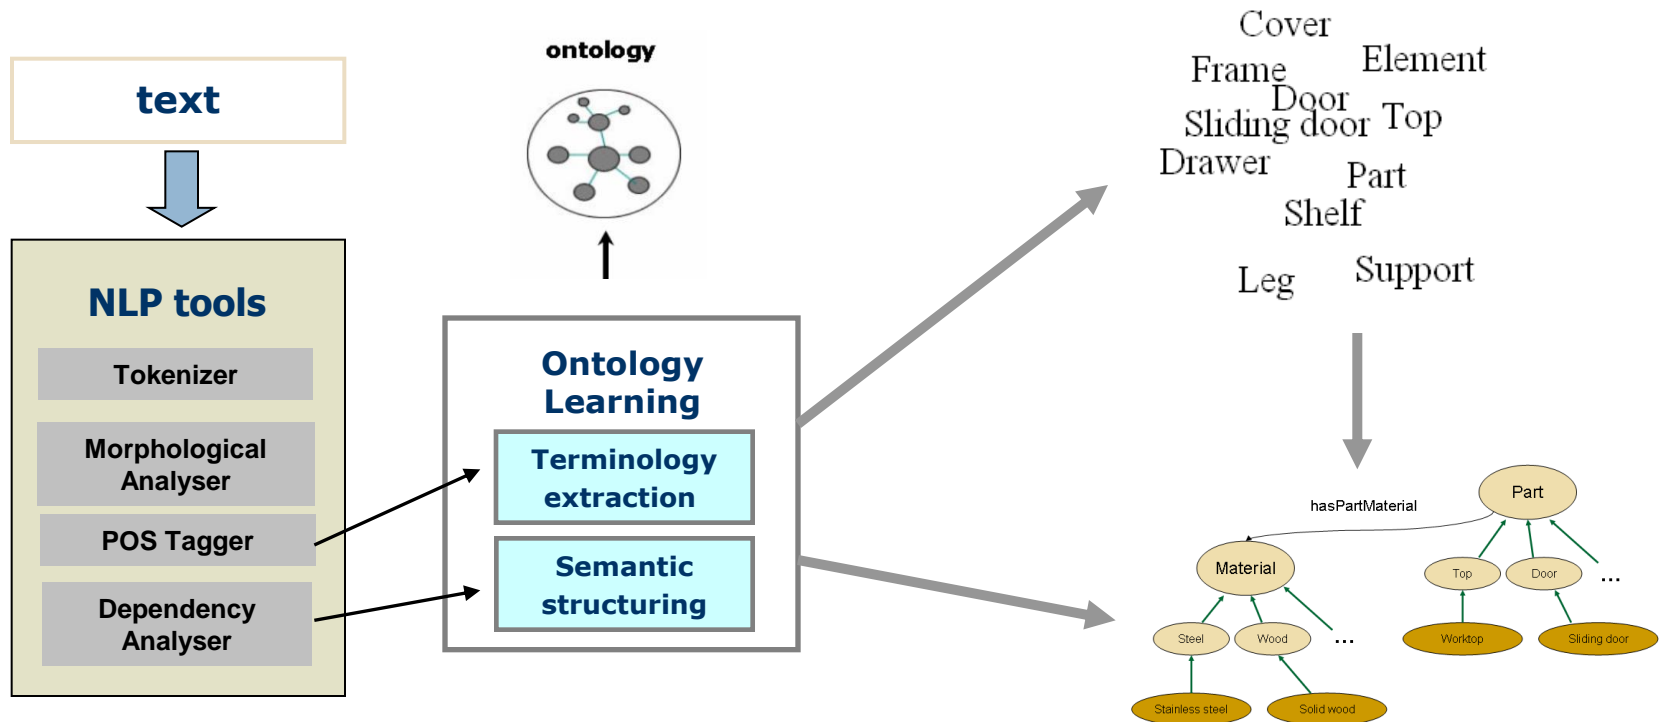 text
NLP tools
Tokenizer
Morphological
Analyser
POS Tagger
Dependency
Analyser
ontology
Ontology
Learning
Terminology
extraction
Semantic
structuring
Cover
Element
Frame
Door
Top
Sliding door
Drawer
Part
Shelf
Support
Leg
hasPartMaterial
Part
Material
Top
Door
...
Steel
Wood
...
Worktop
Sliding door
Stainless steel
Solid wood